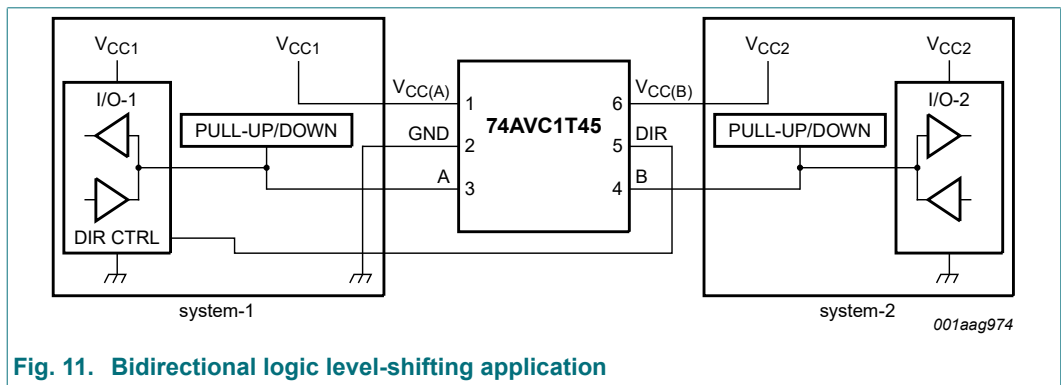 VCC1
VCC1
VCC2
VCC2
I/O-1
PULL-UP/DOWN
DIR CTRL
VCC(A)
GND
A
1
2
3
74AVC1T45
6
5
4
VCC(B)
DIR
B
PULL-UP/DOWN
I/O-2
system-1
system-2
001aag974
Fig. 11. Bidirectional logic level-shifting application